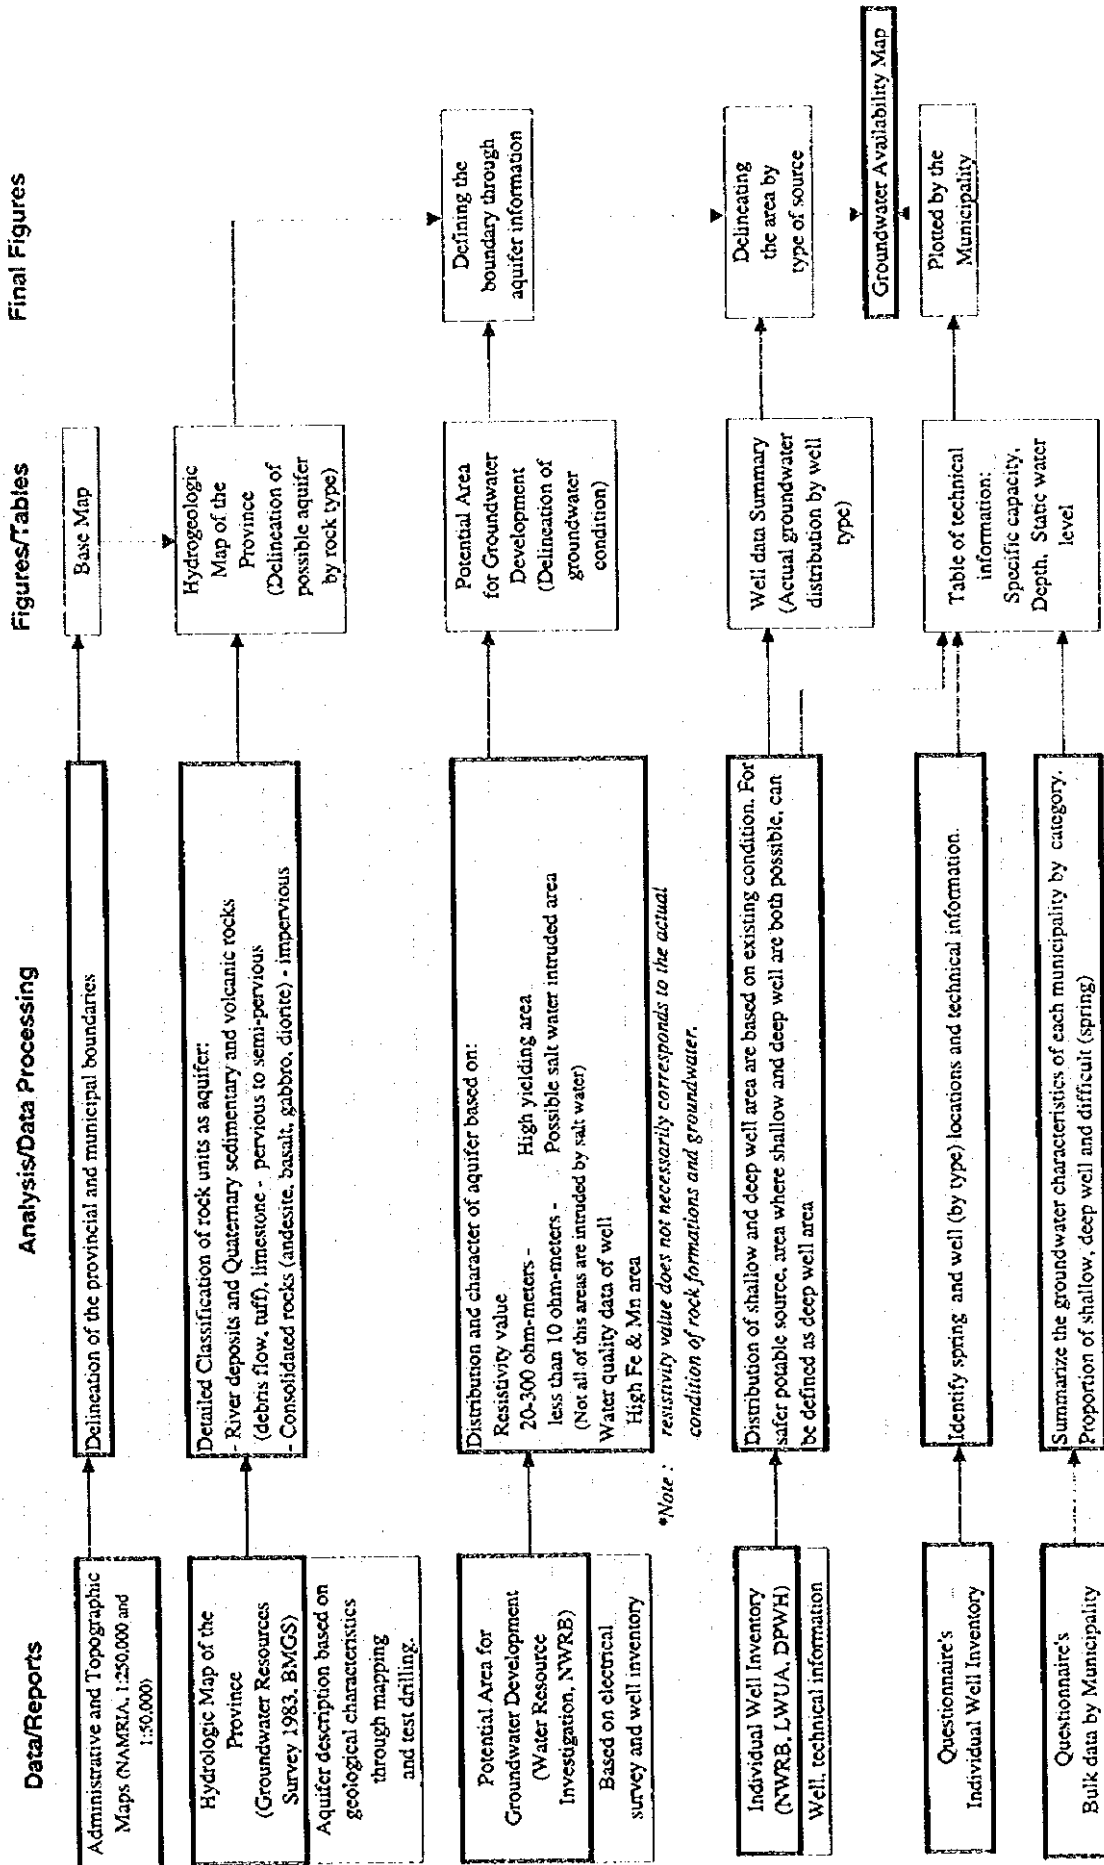 Data/Reports
Analysis/Data Processing
Figures/Tables
Final Figures
Administrative and Topographic
Maps (NAMRIA, 1:250,000 and
1:50,000)
Delineation of the provincial and municipal boundaries
Base Map
Hydrologic Map of the
Province
(Groundwater Resources
Survey 1983, BMGS)
Aquifer description based on
geological characteristics
through mapping
and test drilling.
Detailed Classification of rock units as aquifer:
- River deposits and Quaternary sedimentary and volcanic rocks
(debris flow, tuff), limestone - pervious to semi-pervious
- Consolidated rocks (andesite, basalt, gabbro, diorite) - impervious
Hydrogeologic
Map of the
Province
(Delineation of
possible aquifer
by rock type)
Potential Area for
Groundwater Development
(Water Resource
Investigation, NWRB)
Based on electrical
survey and well inventory
Distribution and character of aquifer based on:
Resistivity value
20-300 ohm-meters - High yielding area
less than 10 ohm-meters - Possible salt water intruded area
(Not all of this areas are intruded by salt water)
Water quality data of well
High Fe & Mn area
*Note : resistivity value does not necessarily corresponds to the actual
condition of rock formations and groundwater.
Potential Area
for Groundwater
Development
(Delineation of
groundwater
condition)
Defining the
boundary through
aquifer information
Individual Well Inventory
(NWRB, LWUA, DPWH)
Well, technical information
Distribution of shallow and deep well area are based on existing condition. For
safer potable source, area where shallow and deep well are both possible, can
be defined as deep well area
Well data Summary
(Actual groundwater
distribution by well
type)
Delineating
the area by
type of source
Groundwater Availability Map
Questionnaire's
Individual Well Inventory
Identify spring and well (by type) locations and technical information.
Table of technical
information:
Specific capacity,
Depth, Static water
level
Plotted by the
Municipality
Questionnaire's
Bulk data by Municipality
Summarize the groundwater characteristics of each municipality by category.
Proportion of shallow, deep well and difficult (spring)